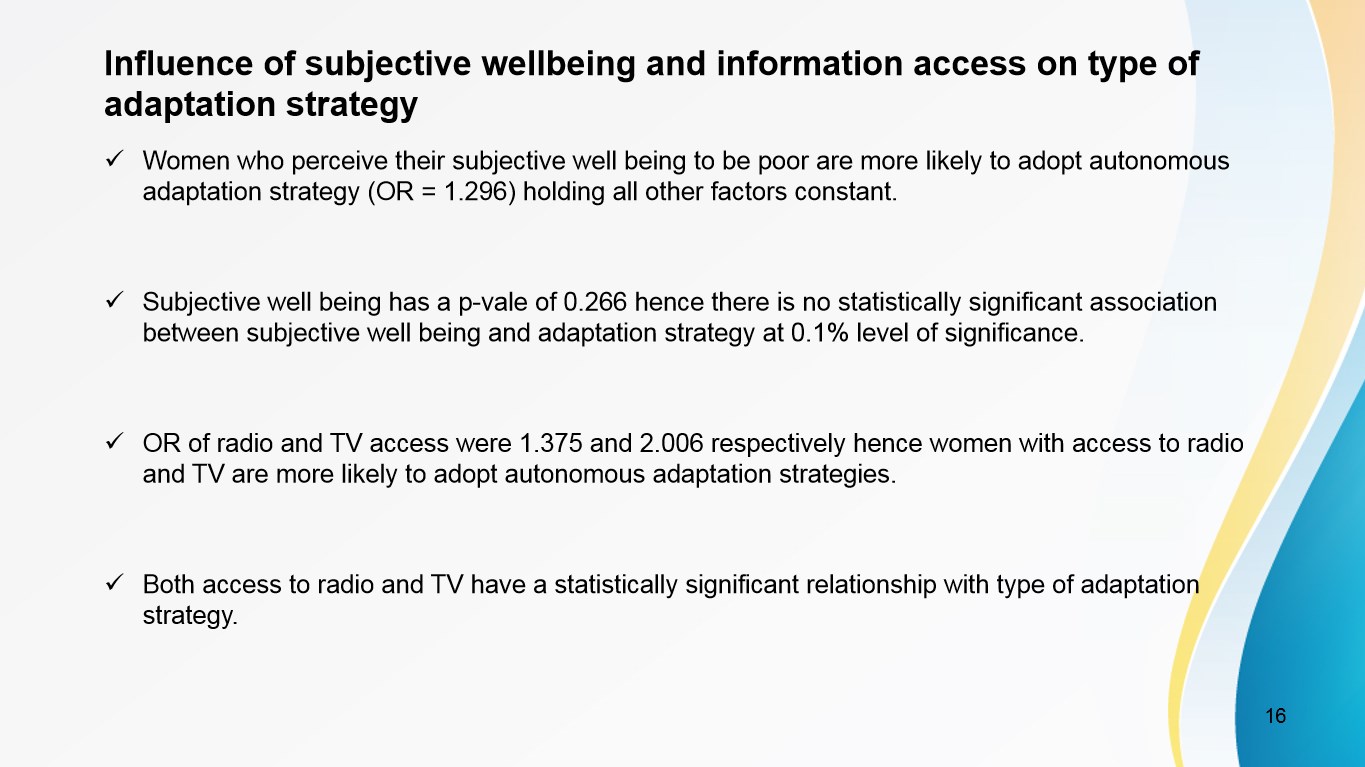 Influence of subjective wellbeing and information access on type of
adaptation strategy
✓ Women who perceive their subjective well being to be poor are more likely to adopt autonomous
adaptation strategy (OR = 1.296) holding all other factors constant.
✓ Subjective well being has a p-vale of 0.266 hence there is no statistically significant association
between subjective well being and adaptation strategy at 0.1% level of significance.
✓ OR of radio and TV access were 1.375 and 2.006 respectively hence women with access to radio
and TV are more likely to adopt autonomous adaptation strategies.
✓ Both access to radio and TV have a statistically significant relationship with type of adaptation
strategy.
16